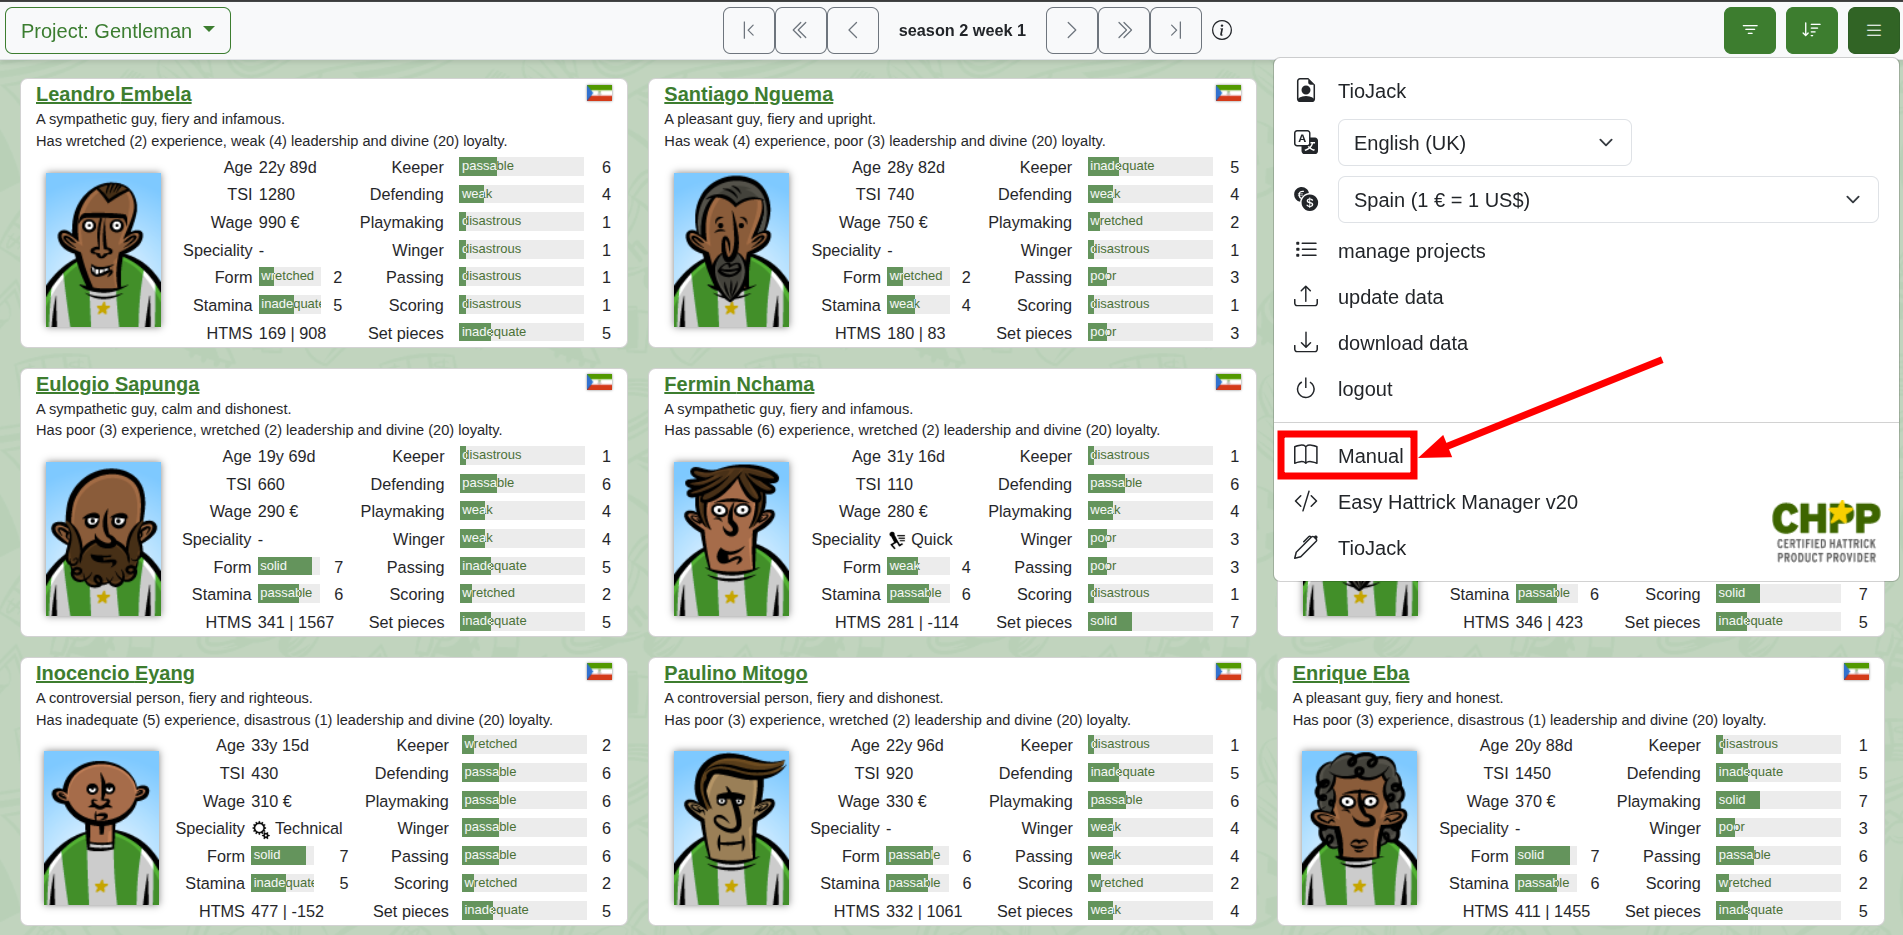 Project: Gentleman
season 2 week 1
Leandro Embela
A sympathetic guy, fiery and infamous.
Has wretched (2) experience, weak (4) leadership and divine (20) loyalty.
Age 22y 89d Keeper passable 6
TSI 1280 Defending weak 4
Wage 990 € Playmaking disastrous 1
Speciality - Winger disastrous 1
Form wretched 2 Passing disastrous 1
Stamina inadequate 5 Scoring disastrous 1
HTMS 169 | 908 Set pieces inadequate 5
Santiago Nguema
A pleasant guy, fiery and upright.
Has weak (4) experience, poor (3) leadership and divine (20) loyalty.
Age 28y 82d Keeper inadequate 5
TSI 740 Defending weak 4
Wage 750 € Playmaking wretched 2
Speciality - Winger disastrous 1
Form wretched 2 Passing poor 3
Stamina weak 4 Scoring disastrous 1
HTMS 180 | 83 Set pieces poor 3
TioJack
English (UK)
Spain (1 € = 1 US$)
manage projects
update data
download data
logout
Manual
Easy Hattrick Manager v20
TioJack
CHPP
CERTIFIED HATTRICK
PRODUCT PROVIDER
Eulogio Sapunga
A sympathetic guy, calm and dishonest.
Has poor (3) experience, wretched (2) leadership and divine (20) loyalty.
Age 19y 69d Keeper disastrous 1
TSI 660 Defending passable 6
Wage 290 € Playmaking weak 4
Speciality - Winger weak 4
Form solid 7 Passing inadequate 5
Stamina passable 6 Scoring wretched 2
HTMS 341 | 1567 Set pieces inadequate 5
Fermin Nchama
A sympathetic guy, fiery and infamous.
Has passable (6) experience, wretched (2) leadership and divine (20) loyalty.
Age 31y 16d Keeper disastrous 1
TSI 110 Defending passable 6
Wage 280 € Playmaking weak 4
Speciality Quick Winger poor 3
Form weak 4 Passing poor 3
Stamina passable 6 Scoring disastrous 1
HTMS 281 | -114 Set pieces solid 7
Stamina passable 6 Scoring solid 7
HTMS 346 | 423 Set pieces inadequate 5
Inocencio Eyang
A controversial person, fiery and righteous.
Has inadequate (5) experience, disastrous (1) leadership and divine (20) loyalty.
Age 33y 15d Keeper wretched 2
TSI 430 Defending passable 6
Wage 310 € Playmaking passable 6
Speciality Technical Winger passable 6
Form solid 7 Passing passable 6
Stamina inadequate 5 Scoring wretched 2
HTMS 477 | -152 Set pieces inadequate 5
Paulino Mitogo
A controversial person, fiery and dishonest.
Has poor (3) experience, wretched (2) leadership and divine (20) loyalty.
Age 22y 96d Keeper disastrous 1
TSI 920 Defending inadequate 5
Wage 330 € Playmaking passable 6
Speciality - Winger weak 4
Form passable 6 Passing weak 4
Stamina passable 6 Scoring wretched 2
HTMS 332 | 1061 Set pieces weak 4
Enrique Eba
A pleasant guy, fiery and honest.
Has poor (3) experience, disastrous (1) leadership and divine (20) loyalty.
Age 20y 88d Keeper disastrous 1
TSI 1450 Defending inadequate 5
Wage 370 € Playmaking solid 7
Speciality - Winger poor 3
Form solid 7 Passing passable 6
Stamina passable 6 Scoring wretched 2
HTMS 411 | 1455 Set pieces inadequate 5